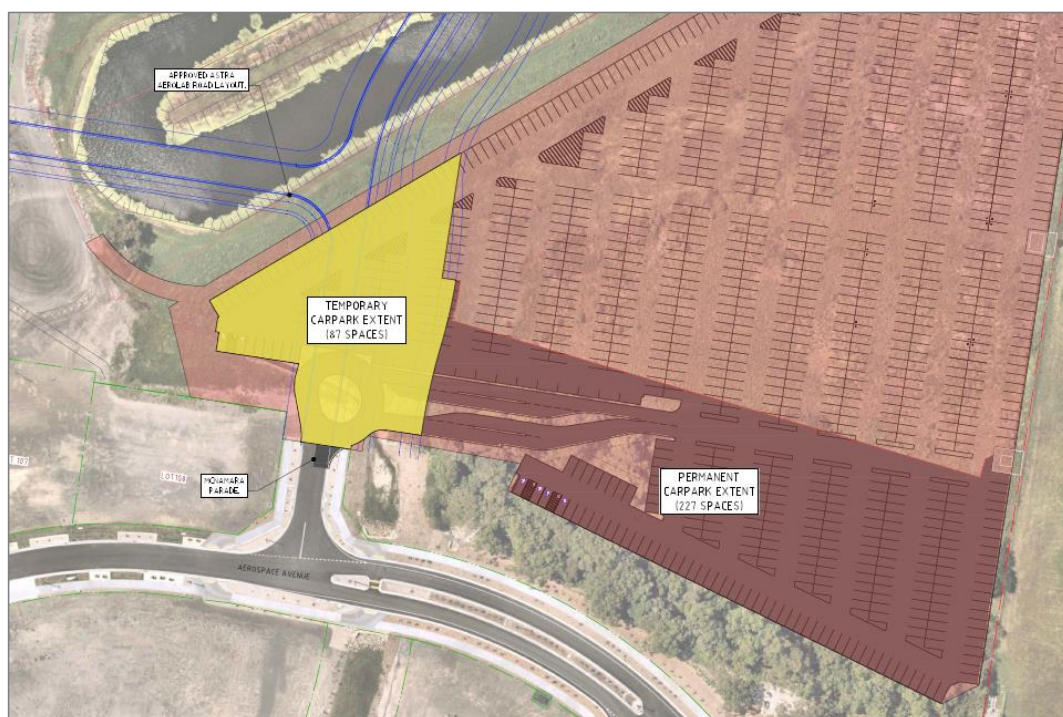 APPROVED ASTRA
AEROLAB ROAD LAYOUT.
TEMPORARY
CARPARK EXTENT
(87 SPACES)
PERMANENT
CARPARK EXTENT
(227 SPACES)
LOT 108
MCNAMARA
PARADE
AEROSPACE AVENUE